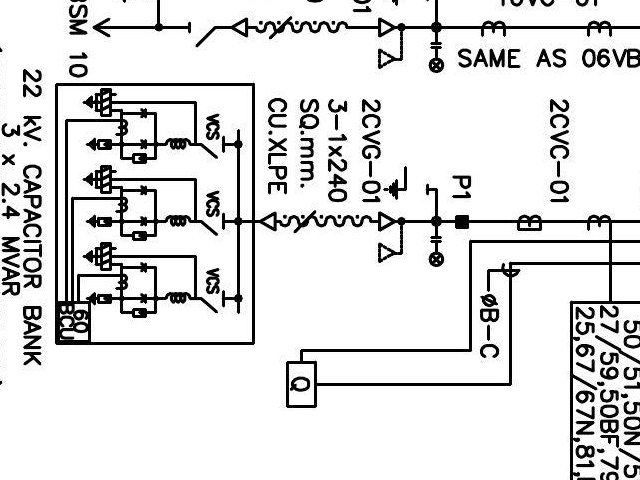 SAME AS 06VB
BSM 10
2CVC-01
P1
2CVG-01
3-1x240
SQ.mm.
CU.XLPE
VCS
VCS
VCS
60
BCU
22 kV. CAPACITOR BANK
3 x 2.4 MVAR
ØB-C
Q
50/51,50N/5
27/59,50BF,79
25,67/67N,81,